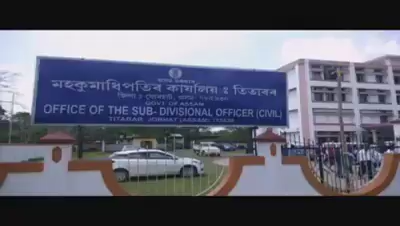 মহকুমাধিপতিৰ কাৰ্যালয় ঃ তিতাবৰ
GOVT OF ASSAM
OFFICE OF THE SUB- DIVISIONAL OFFICER (CIVIL)
TITABAR, JORHAT (ASSAM)